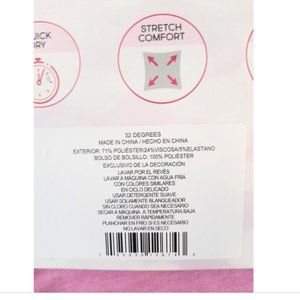 QUICK
DRY
STRETCH
COMFORT
32 DEGREES
MADE IN CHINA / HECHO EN CHINA
EXTERIOR: 71% POLIÉSTER/24%VISCOSA/5%ELASTANO
BOLSO DE BOLSILLO: 100% POLIÉSTER
EXCLUSIVO DE LA DECORACIÓN
LAVAR POR EL REVÉS
LAVAR A MÁQUINA CON AGUA FRÍA
CON COLORES SIMILARES
EN CICLO DELICADO
USAR DETERGENTE SUAVE
USAR SOLAMENTE BLANQUEADOR
SIN CLORO CUANDO SEA NECESARIO
SECAR A MÁQUINA A TEMPERATURA BAJA
REMOVER RÁPIDAMENTE
PLANCHAR EN FRÍO SI ES NECESARIO
NO LAVAR EN SECO